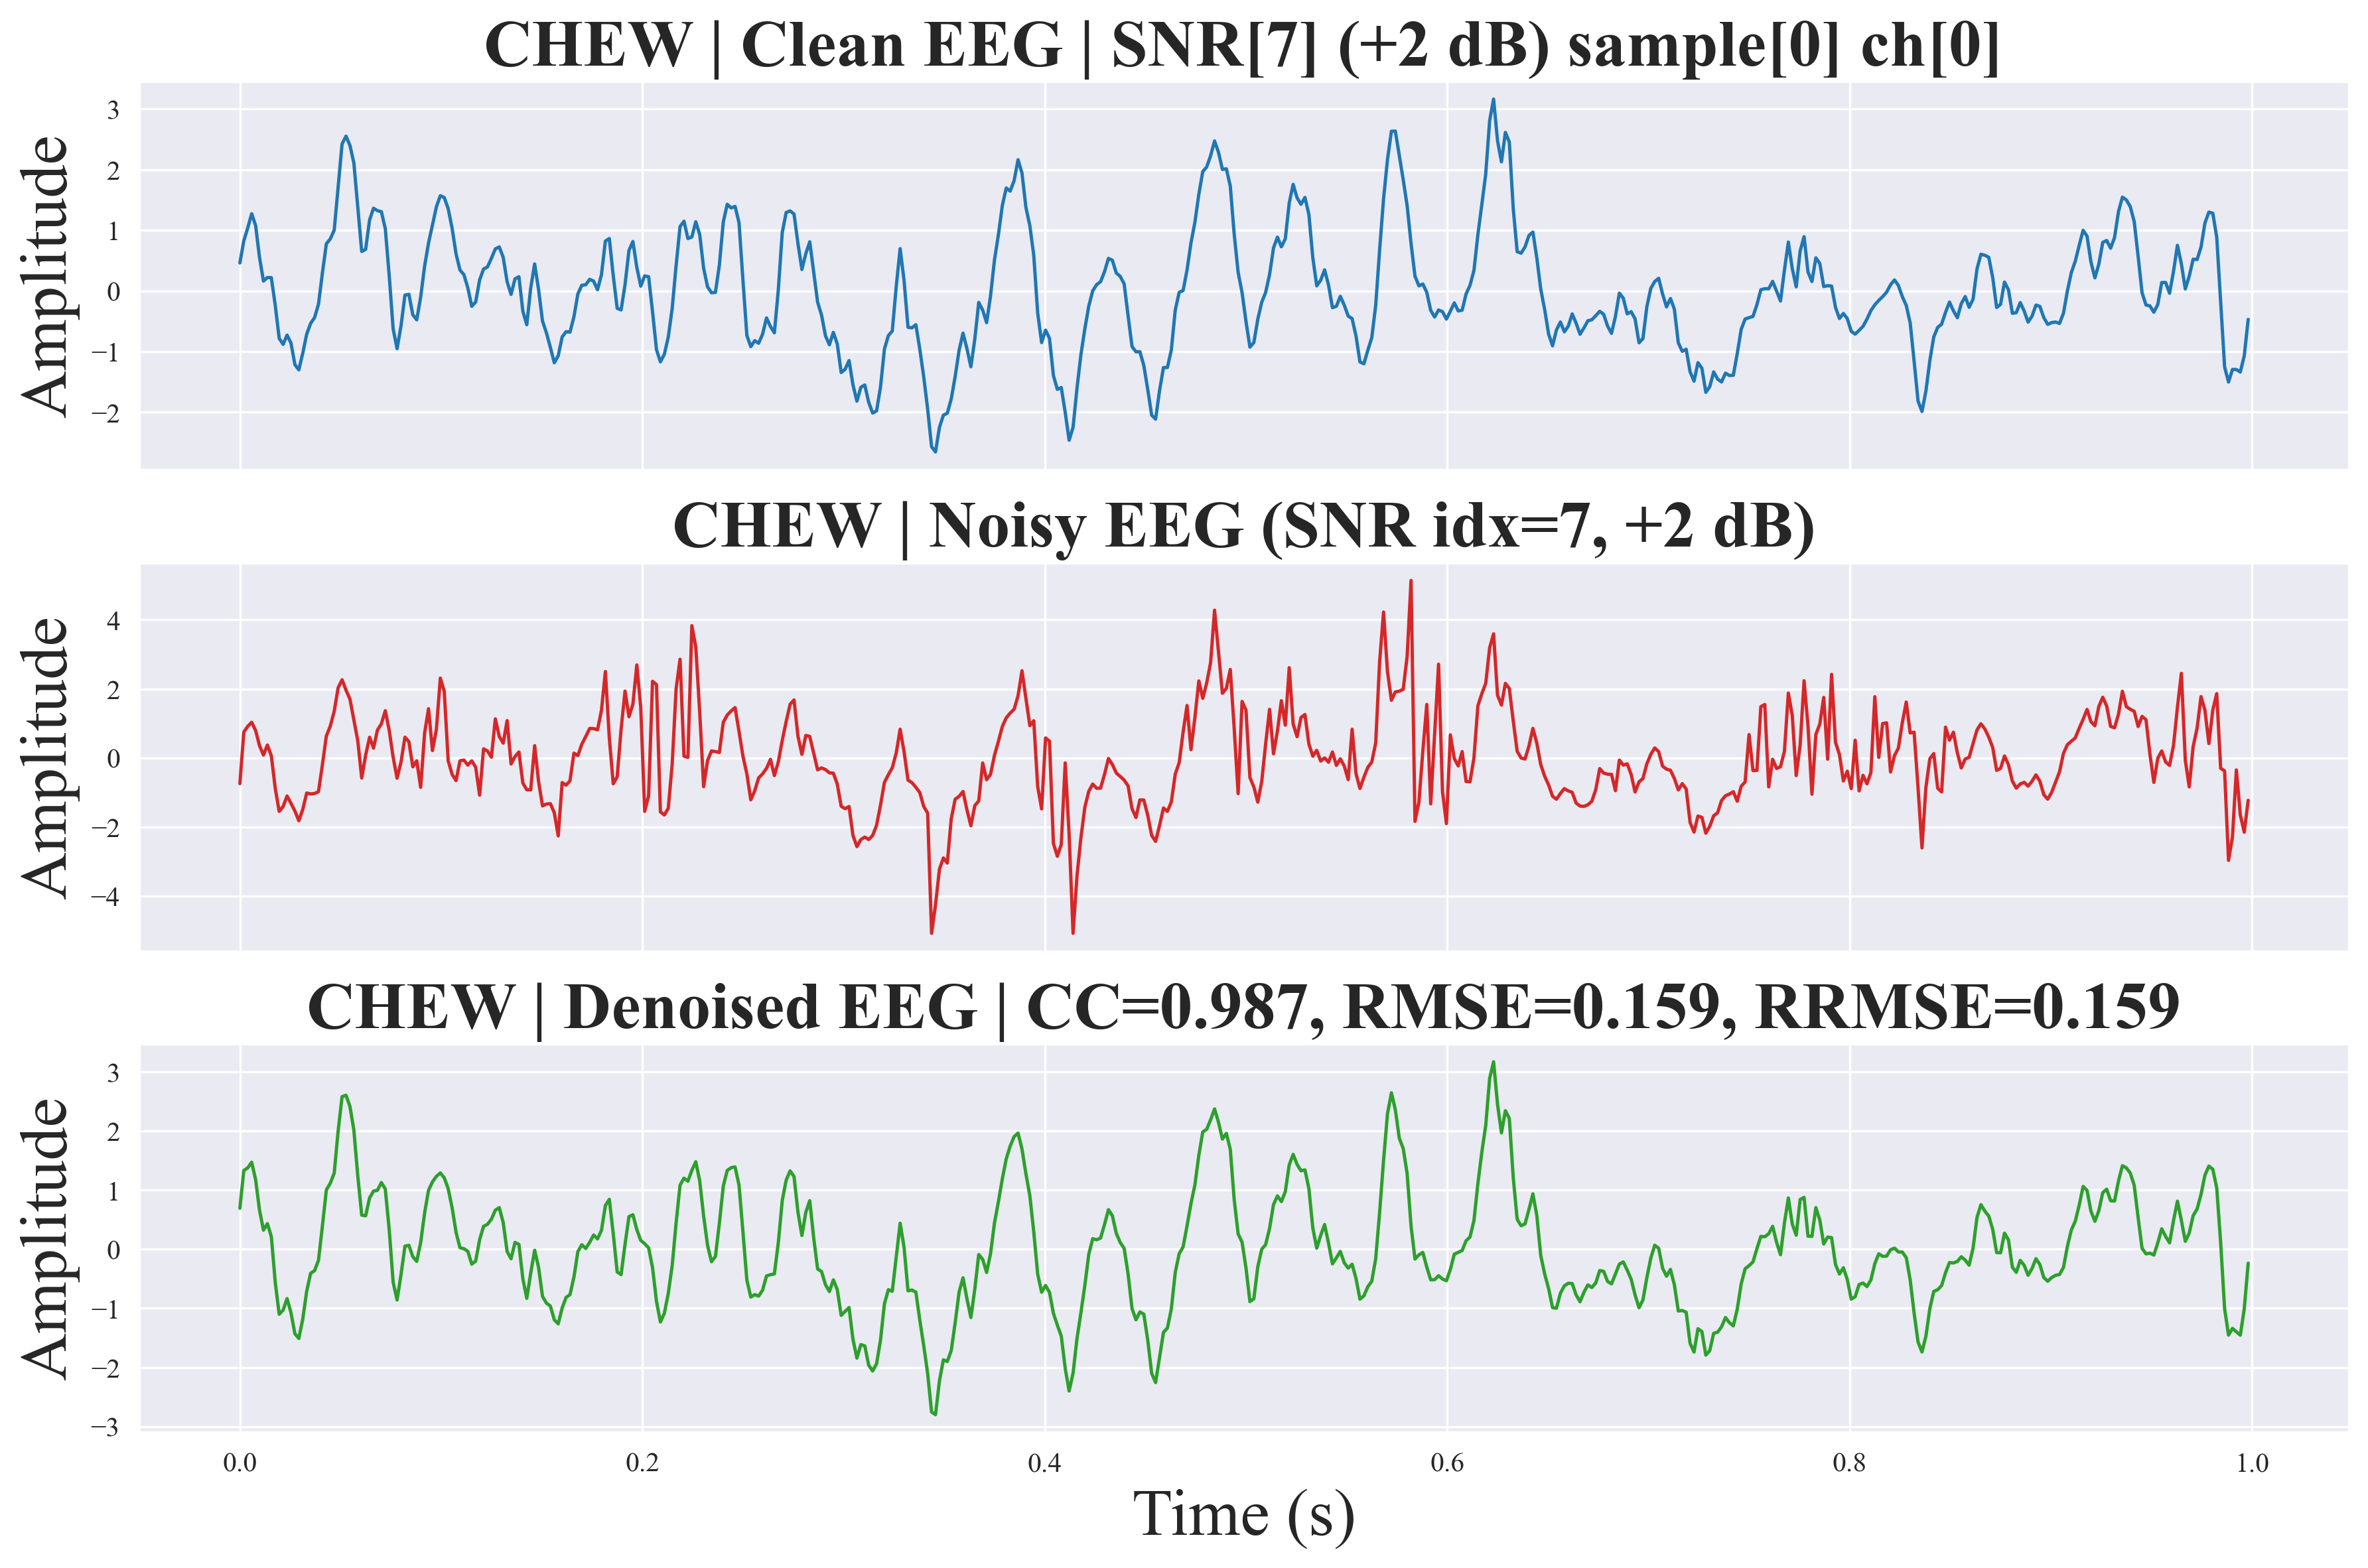 CHEW | Clean EEG | SNR[7] (+2 dB) sample[0] ch[0]
Amplitude
3
2
1
0
−1
−2
CHEW | Noisy EEG (SNR idx=7, +2 dB)
Amplitude
4
2
0
−2
−4
CHEW | Denoised EEG | CC=0.987, RMSE=0.159, RRMSE=0.159
Amplitude
3
2
1
0
−1
−2
−3
0.0 0.2 0.4 0.6 0.8 1.0
Time (s)